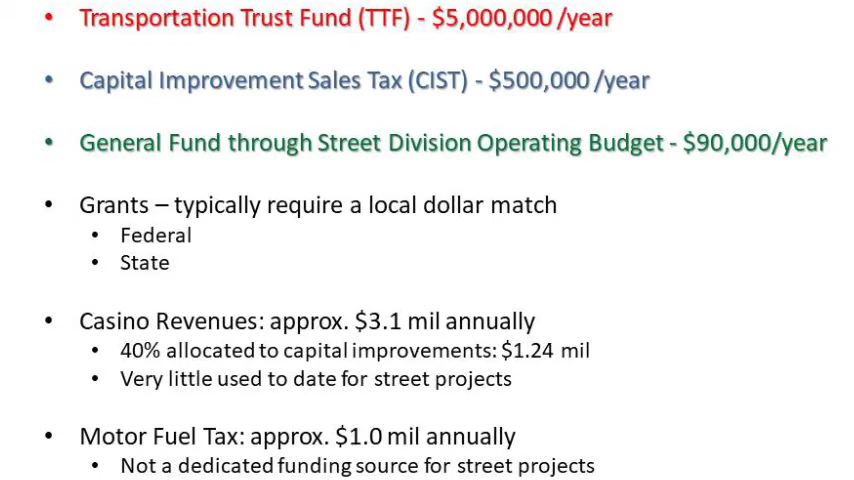 • Transportation Trust Fund (TTF) - $5,000,000 /year
• Capital Improvement Sales Tax (CIST) - $500,000 /year
• General Fund through Street Division Operating Budget - $90,000/year
• Grants – typically require a local dollar match
• Federal
• State
• Casino Revenues: approx. $3.1 mil annually
• 40% allocated to capital improvements: $1.24 mil
• Very little used to date for street projects
• Motor Fuel Tax: approx. $1.0 mil annually
• Not a dedicated funding source for street projects